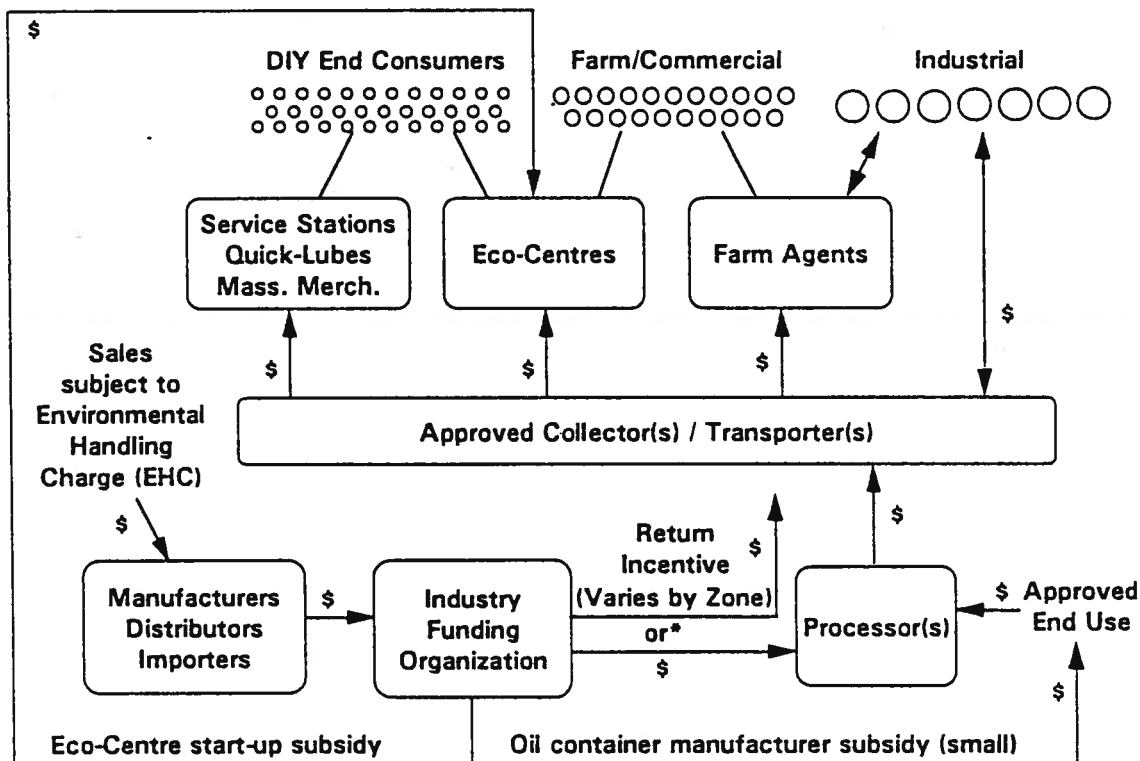 $
DIY End Consumers
Farm/Commercial
Industrial
Service Stations
Quick-Lubes
Mass. Merch.
Eco-Centres
Farm Agents
$
$
$
$
Sales
subject to
Environmental
Handling
Charge (EHC)
Approved Collector(s) / Transporter(s)
$
$
Return
Incentive
(Varies by Zone)
$
or*
$
Manufacturers
Distributors
Importers
$
Industry
Funding
Organization
Processor(s)
$ Approved
End Use
$
Eco-Centre start-up subsidy
Oil container manufacturer subsidy (small)